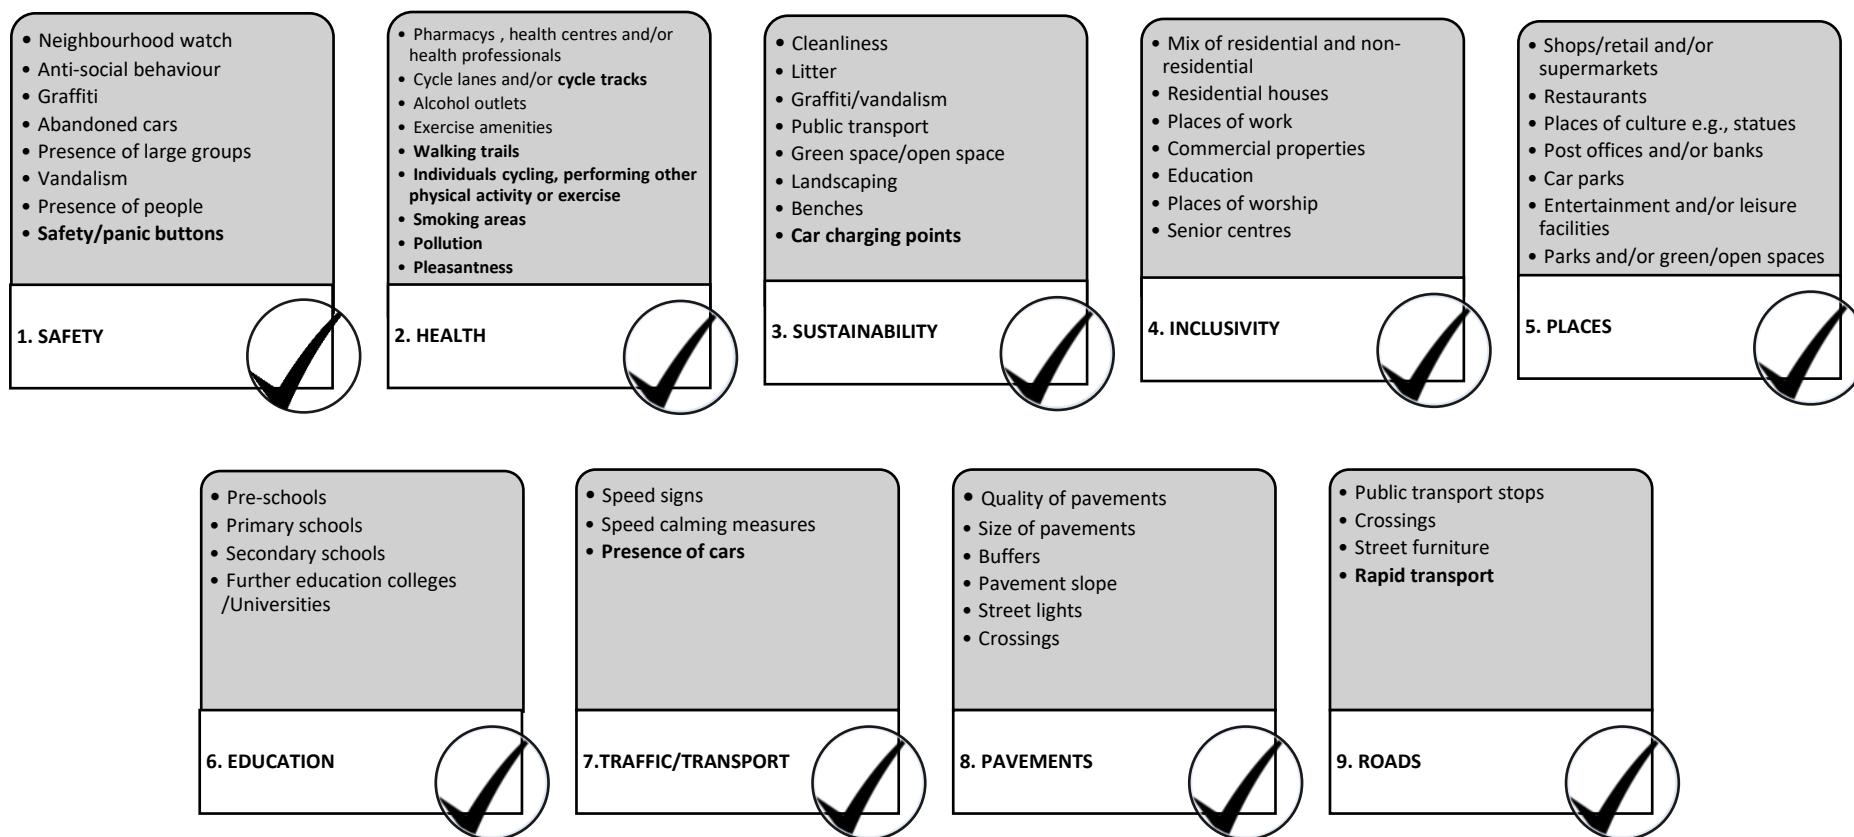 • Neighbourhood watch
• Anti-social behaviour
• Graffiti
• Abandoned cars
• Presence of large groups
• Vandalism
• Presence of people
• Safety/panic buttons
1. SAFETY
• Pharmacys , health centres and/or
health professionals
• Cycle lanes and/or cycle tracks
• Alcohol outlets
• Exercise amenities
• Walking trails
• Individuals cycling, performing other
physical activity or exercise
• Smoking areas
• Pollution
• Pleasantness
2. HEALTH
• Cleanliness
• Litter
• Graffiti/vandalism
• Public transport
• Green space/open space
• Landscaping
• Benches
• Car charging points
3. SUSTAINABILITY
• Mix of residential and non-
residential
• Residential houses
• Places of work
• Commercial properties
• Education
• Places of worship
• Senior centres
4. INCLUSIVITY
• Shops/retail and/or
supermarkets
• Restaurants
• Places of culture e.g., statues
• Post offices and/or banks
• Car parks
• Entertainment and/or leisure
facilities
• Parks and/or green/open spaces
5. PLACES
• Pre-schools
• Primary schools
• Secondary schools
• Further education colleges
/Universities
6. EDUCATION
• Speed signs
• Speed calming measures
• Presence of cars
7.TRAFFIC/TRANSPORT
• Quality of pavements
• Size of pavements
• Buffers
• Pavement slope
• Street lights
• Crossings
8. PAVEMENTS
• Public transport stops
• Crossings
• Street furniture
• Rapid transport
9. ROADS